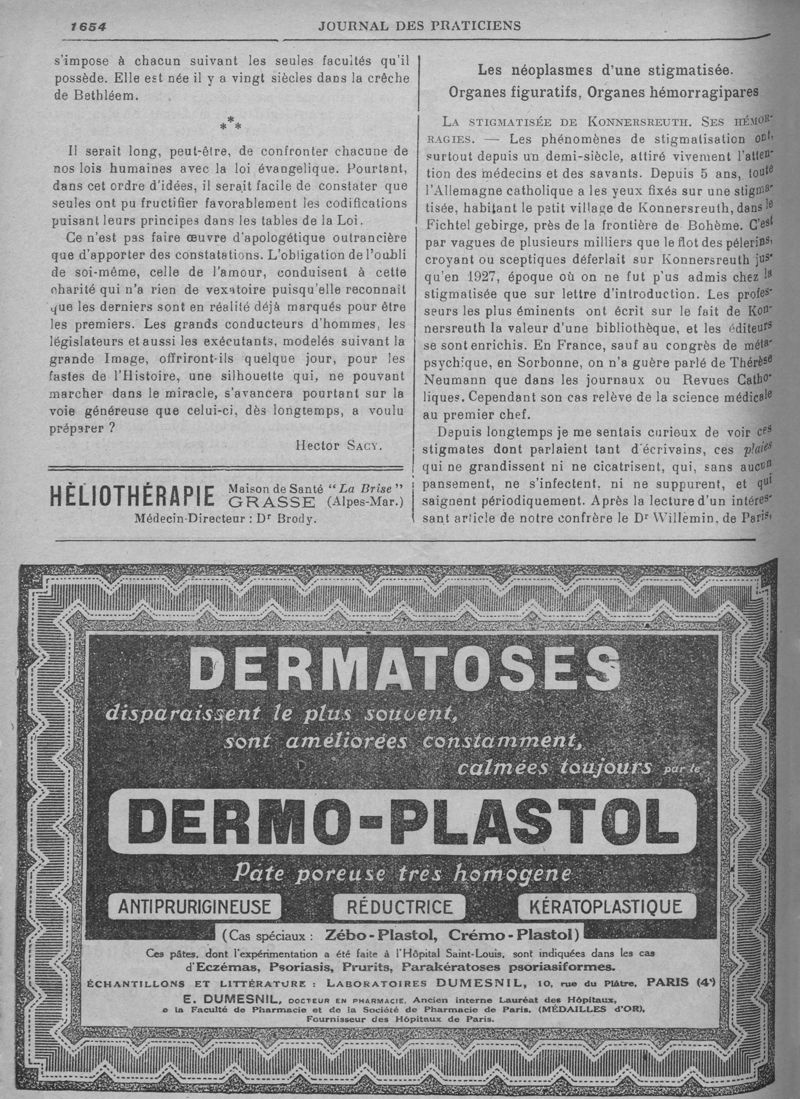 1654
JOURNAL DES PRATICIENS
s'impose à chacun suivant les seules facultés qu'il
possède. Elle est née il y a vingt siècles dans la crêche
de Bethléem.
*
* *
Il serait long, peut-être, de confronter chacune de
nos lois humaines avec la loi évangelique. Pourtant,
dans cet ordre d'idées, il serait facile de constater que
seules ont pu fructifier favorablement les codifications
puisant leurs principes dans les tables de la Loi.
Ce n'est pas faire œuvre d'apologétique outrancière
que d'apporter des constatations. L'obligation de l'oubli
de soi-même, celle de l'amour, conduisent à cette
charité qui n'a rien de vexatoire puisqu'elle reconnaît
que les derniers sont en réalité déjà marqués pour être
les premiers. Les grands conducteurs d'hommes, les
législateurs et aussi les exécutants, modelés suivant la
grande Image, offriront-ils quelque jour, pour les
fastes de l'Histoire, une silhouette qui, ne pouvant
marcher dans le miracle, s'avancera pourtant sur la
voie généreuse que celui-ci, dès longtemps, a voulu
préparer ?
Hector SACY.
HÈLIOTHÉRAPIE
Maison de Santé "La Brise"
GRASSE (Alpes-Mar.)
Médecin-Directeur : Dr Brody.
Les néoplasmes d'une stigmatisée.
Organes figuratifs, Organes hémorragipares
LA STIGMATISÉE DE KONNERSREUTH. SES HÉMOR-
RAGIES. — Les phénomènes de stigmatisation ont,
surtout depuis un demi-siècle, attiré vivement l'atten-
tion des médecins et des savants. Depuis 5 ans, toute
l'Allemagne catholique a les yeux fixés sur une stigma-
tisée, habitant le petit village de Konnersreuth, dans le
Fichtel gebirge, près de la frontière de Bohème. C'est
par vagues de plusieurs milliers que le flot des pélerins,
croyant ou sceptiques déferlait sur Konnersreuth jus-
qu'en 1927, époque où on ne fut p'us admis chez la
stigmatisée que sur lettre d'introduction. Les profes-
seurs les plus éminents ont écrit sur le fait de Kon-
nersreuth la valeur d'une bibliothèque, et les éditeurs
se sont enrichis. En France, sauf au congrès de méta-
psychique, en Sorbonne, on n'a guère parlé de Thérèse
Neumann que dans les journaux ou Revues Catho-
liques. Cependant son cas relève de la science médicale
au premier chef.
Depuis longtemps je me sentais curieux de voir ces
stigmates dont parlaient tant d'écrivains, ces plaies
qui ne grandissent ni ne cicatrisent, qui, sans aucun
pansement, ne s'infectent, ni ne suppurent, et qui
saignent périodiquement. Après la lecture d'un intéres-
sant article de notre confrère le Dr Willemin, de Paris,
DERMATOSES
disparaissent le plus souvent,
sont améliorées constamment,
calmées toujours par le
DERMO-PLASTOL
Pâte poreuse très homogène
ANTIPRURIGINEUSE
RÉDUCTRICE
KÉRATOPLASTIQUE
(Cas spéciaux : Zébo-Plastol, Crémo-Plastol)
Ces pâtes, dont l'expérimentation a été faite à l'Hôpital Saint-Louis, sont indiquées dans les cas
d'Eczémas, Psoriasis, Prurits, Parakératoses psoriasiformes.
ÉCHANTILLONS ET LITTÉRATURE : LABORATOIRES DUMESNIL, 10, rue du Plâtre, PARIS (4e)
E. DUMESNIL, DOCTEUR EN PHARMACIE, Ancien interne Lauréat des Hôpitaux,
e la Faculté de Pharmacie et de la Société de Pharmacie de Paris. (MÉDAILLES d'OR),
Fournisseur des Hôpitaux de Paris.